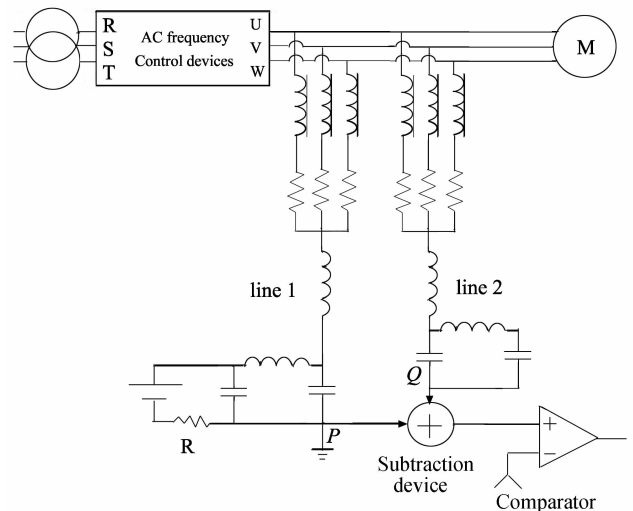 R
S
T
AC frequency
Control devices
U
V
W
M
line 1
line 2
Q
P
R
+
+
−
Subtraction
device
Comparator